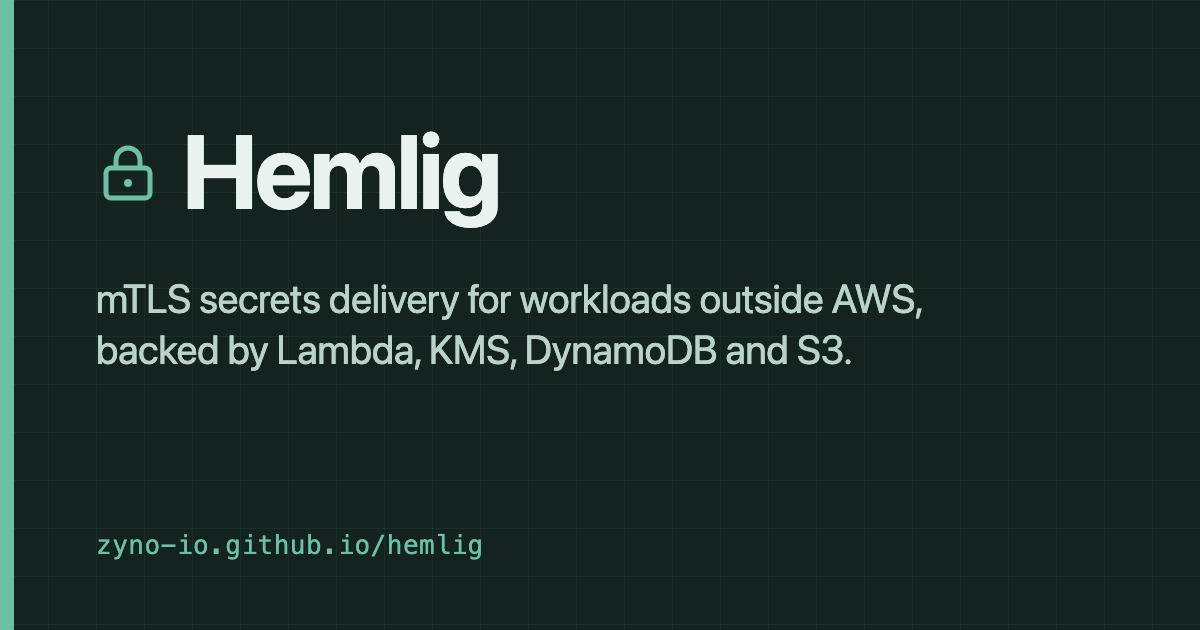 Hemlig
mTLS secrets delivery for workloads outside AWS,
backed by Lambda, KMS, DynamoDB and S3.
zyno-io.github.io/hemlig